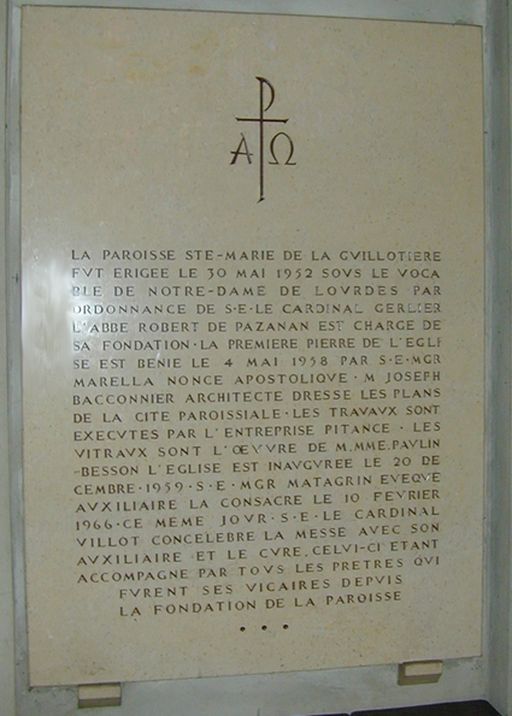 Α Ω
LA PAROISSE STE-MARIE DE LA GVILLOTIERE
FVT ERIGEE LE 30 MAI 1952 SOVS LE VOCA
BLE DE NOTRE-DAME DE LOVRDES PAR
ORDONNANCE DE S·E·LE CARDINAL GERLIER
L'ABBE ROBERT DE PAZANAN EST CHARGE DE
SA FONDATION·LA PREMIERE PIERRE DE L'EGLI
SE EST BENIE LE 4 MAI 1958 PAR S·E·MGR
MARELLA NONCE APOSTOLIQVE·M JOSEPH
BACCONNIER ARCHITECTE DRESSE LES PLANS
DE LA CITE PAROISSIALE·LES TRAVAVX SONT
EXECVTES PAR L'ENTREPRISE PITANCE·LES
VITRAVX SONT L'ŒVVRE DE M.MME.PAVLIN
-BESSON L'EGLISE EST INAVGVREE LE 20 DE
CEMBRE·1959·S·E·MGR MATAGRIN EVEQVE
AVXILIAIRE LA CONSACRE LE 10 FEVRIER
1966·CE MEME JOVR·S·E·LE CARDINAL
VILLOT CONCELEBRE LA MESSE AVEC SON
AVXILIAIRE ET LE CVRE.CELVI-CI ETANT
ACCOMPAGNE PAR TOVS LES PRETRES QVI
FVRENT SES VICAIRES DEPVIS
LA FONDATION DE LA PAROISSE